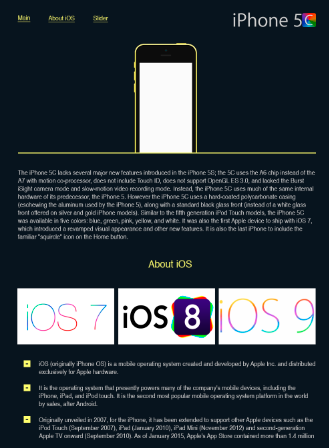 Main About iOS Slider
iPhone 5C
The iPhone 5C lacks several major new features introduced in the iPhone 5S; the 5C uses the A6 chip instead of the
A7 with motion co-processor, does not include Touch ID, does not support OpenGL ES 3.0, and lacked the Burst
iSight camera mode and slow-motion video recording mode. Instead, the iPhone 5C uses much of the same internal
hardware of its predecessor, the iPhone 5. However the iPhone 5C uses a hard-coated polycarbonate casing
(eschewing the aluminum used by the iPhone 5), along with a standard black glass front (instead of a white glass
front offered on silver and gold iPhone models). Similar to the fifth generation iPod Touch models, the iPhone 5C
was available in five colors: blue, green, pink, yellow, and white. It was also the first Apple device to ship with iOS 7,
which introduced a revamped visual appearance and other new features. It is also the last iPhone to include the
familiar "squircle" icon on the Home button.
About iOS
iOS 7 iOS 8 iOS 9
iOS (originally iPhone OS) is a mobile operating system created and developed by Apple Inc. and distributed
exclusively for Apple hardware.
It is the operating system that presently powers many of the company's mobile devices, including the
iPhone, iPad, and iPod touch. It is the second most popular mobile operating system platform in the world
by sales, after Android.
Originally unveiled in 2007, for the iPhone, it has been extended to support other Apple devices such as the
iPod Touch (September 2007), iPad (January 2010), iPad Mini (November 2012) and second-generation
Apple TV onward (September 2010). As of January 2015, Apple's App Store contained more than 1.4 million